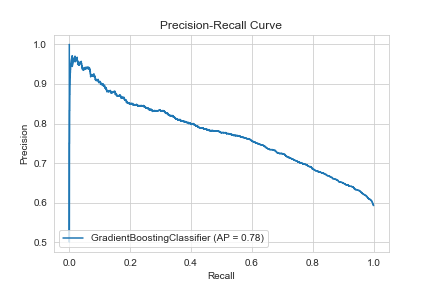 Precision-Recall Curve
1.0
0.9
0.8
0.7
0.6
0.5
Precision
GradientBoostingClassifier (AP = 0.78)
0.0 0.2 0.4 0.6 0.8 1.0
Recall